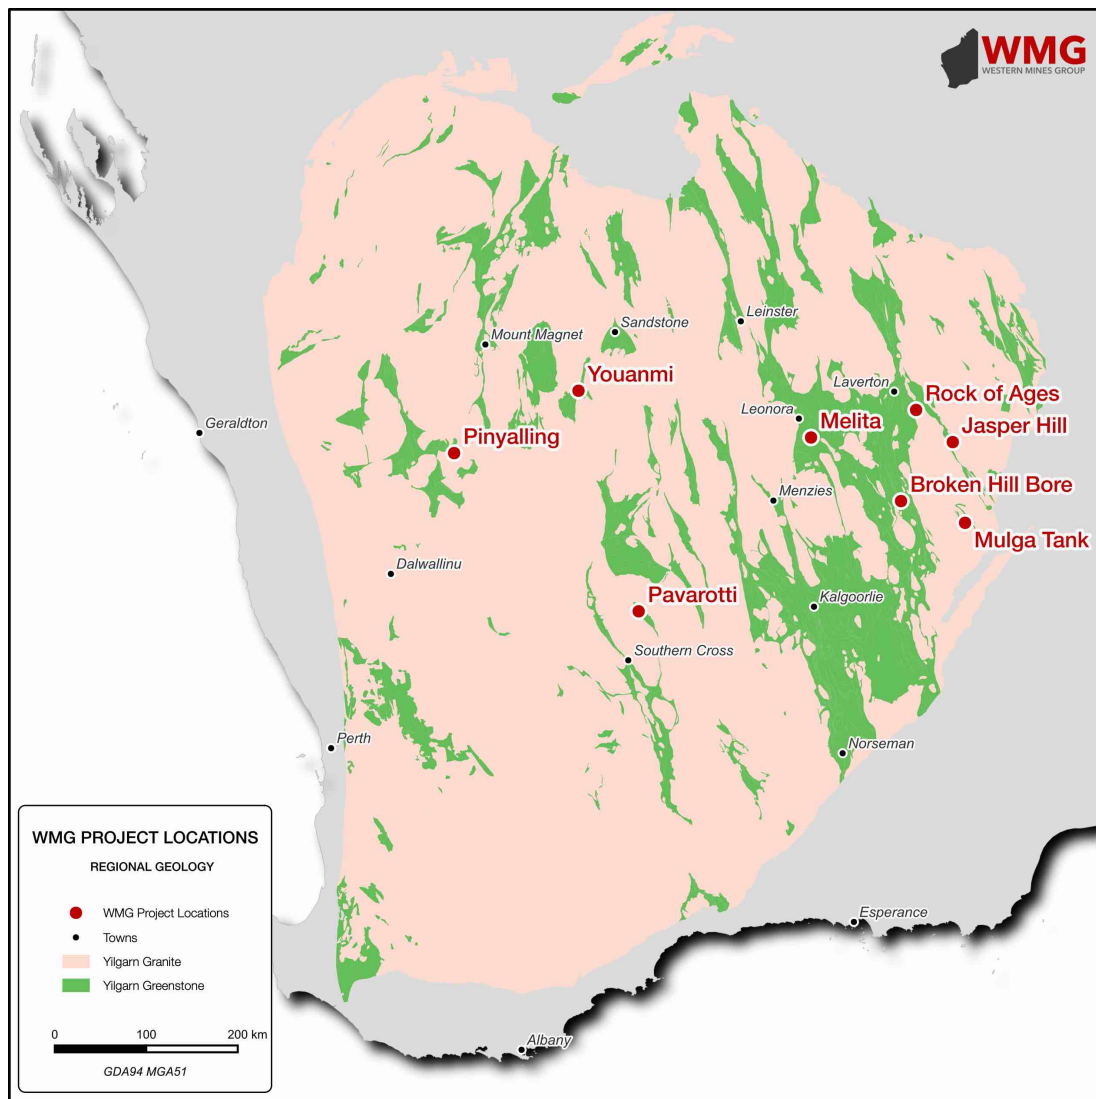 WMG
WESTERN MINES GROUP
Leinster
Sandstone
Mount Magnet
Youanmi
Laverton
Rock of Ages
Leonora
Melita
Jasper Hill
Geraldton
Pinyalling
Menzies
Broken Hill Bore
Mulga Tank
Dalwallinu
Pavarotti
Kalgoorlie
Southern Cross
Perth
Norseman
Esperance
Albany
WMG PROJECT LOCATIONS
REGIONAL GEOLOGY
WMG Project Locations
Towns
Yilgarn Granite
Yilgarn Greenstone
0 100 200 km
GDA94 MGA51